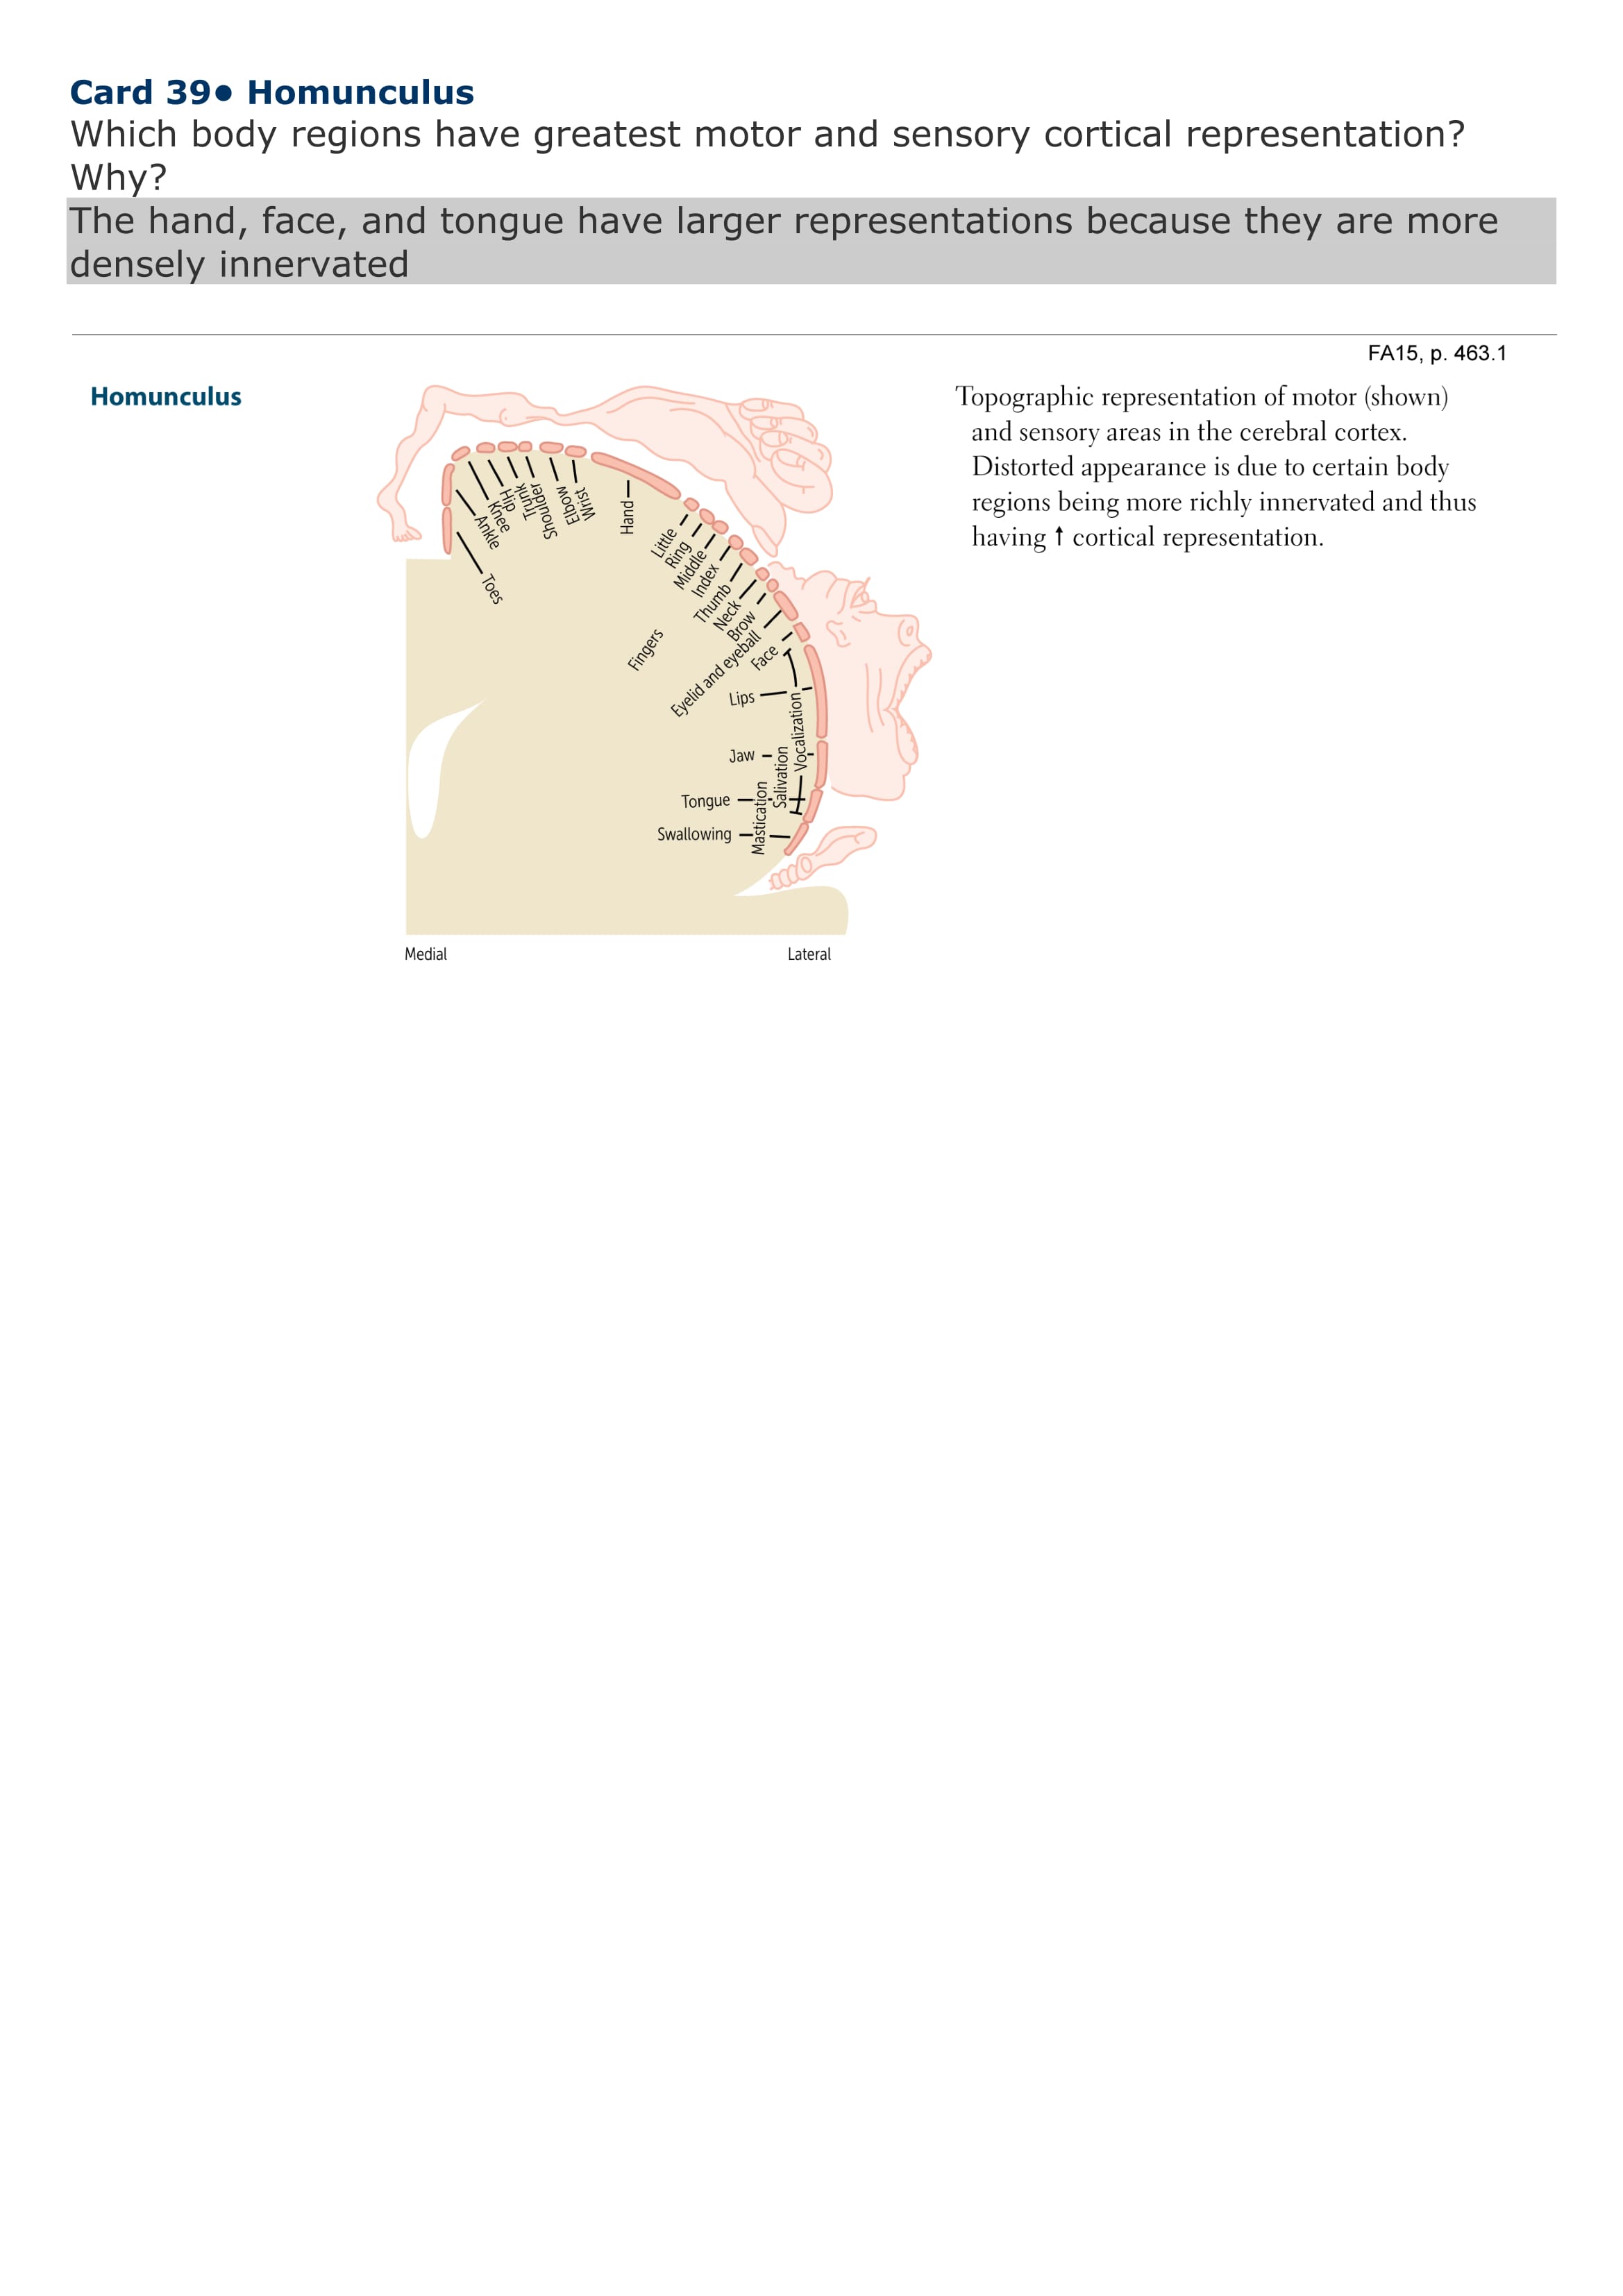 Card 39● Homunculus
Which body regions have greatest motor and sensory cortical representation?
Why?
The hand, face, and tongue have larger representations because they are more
densely innervated
FA15, p. 463.1
Homunculus
Topographic representation of motor (shown)
and sensory areas in the cerebral cortex.
Distorted appearance is due to certain body
regions being more richly innervated and thus
having ↑ cortical representation.
Toes
Ankle
Knee
Hip
Trunk
Shoulder
Elbow
Wrist
Hand
Little
Ring
Middle
Index
Thumb
Fingers
Neck
Brow
Eyelid and eyeball
Face
Lips
Vocalization
Jaw
Salivation
Tongue
Mastication
Swallowing
Medial
Lateral